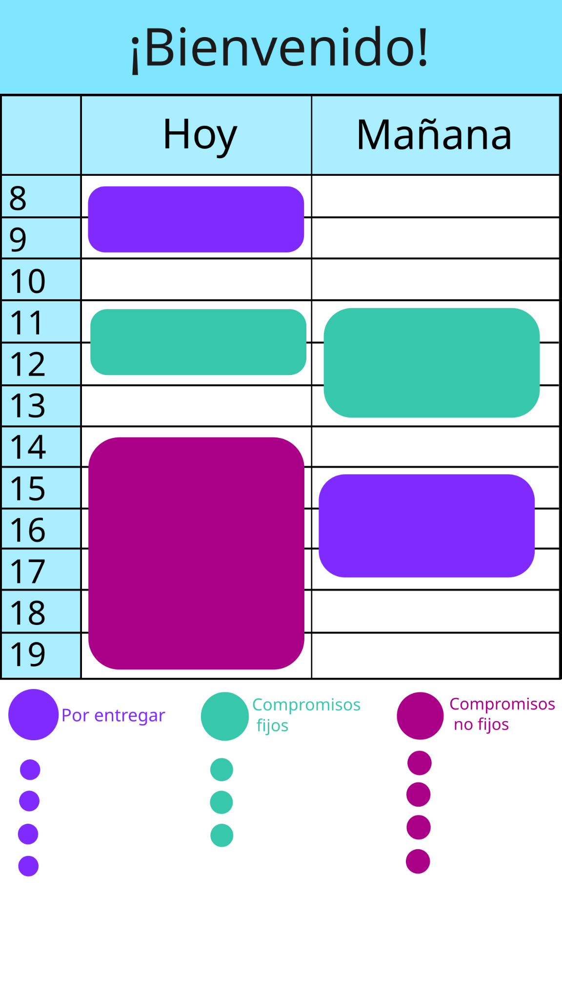 ¡Bienvenido!
Hoy Mañana
8
9
10
11
12
13
14
15
16
17
18
19
Por entregar
Compromisos
fijos
Compromisos
no fijos